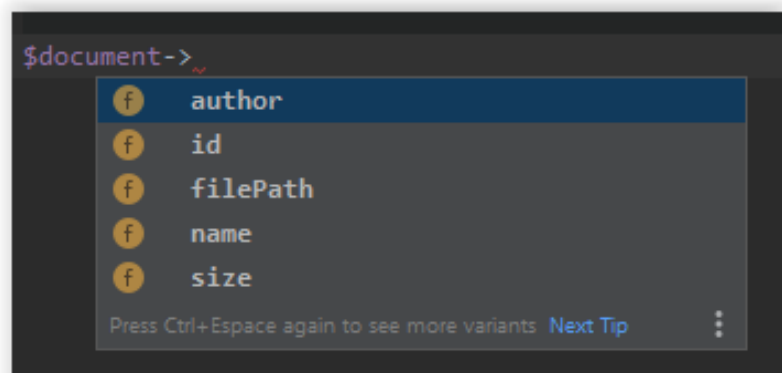 $document->
f author
f id
f filePath
f name
f size
Press Ctrl+Espace again to see more variants Next Tip